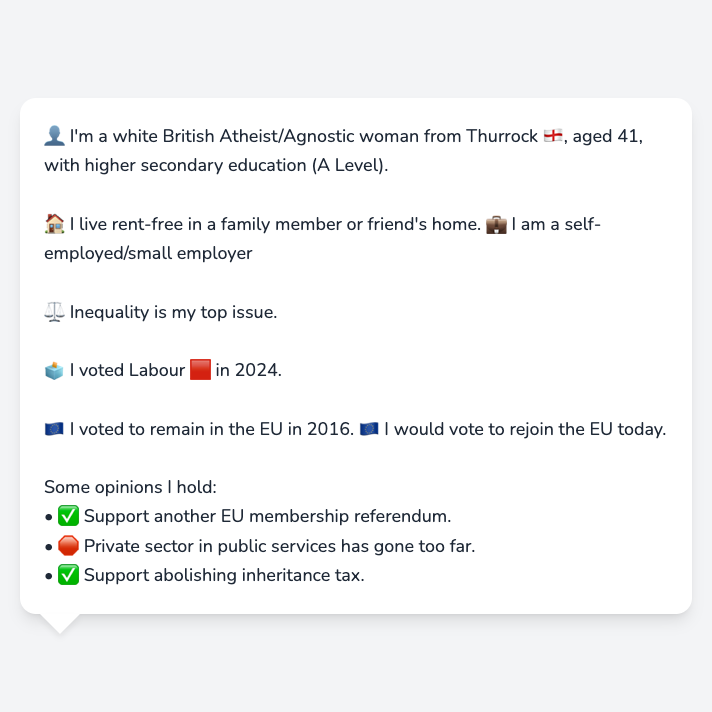 👤 I'm a white British Atheist/Agnostic woman from Thurrock 🏴󠁧󠁢󠁥󠁮󠁧󠁿, aged 41,
with higher secondary education (A Level).
🏠 I live rent-free in a family member or friend's home. 💼 I am a self-
employed/small employer
⚖️ Inequality is my top issue.
🗳️ I voted Labour 🟥 in 2024.
🇪🇺 I voted to remain in the EU in 2016. 🇪🇺 I would vote to rejoin the EU today.
Some opinions I hold:
• ✅ Support another EU membership referendum.
• 🛑 Private sector in public services has gone too far.
• ✅ Support abolishing inheritance tax.